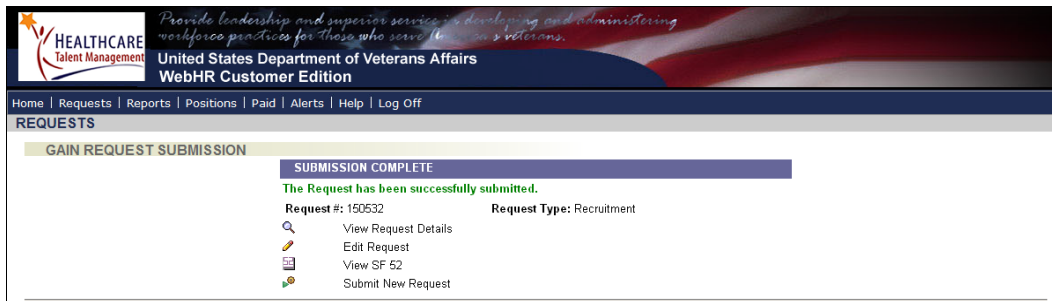 Provide leadership and superior service in developing and administering
workforce practices for those who serve America's veterans.
HEALTHCARE
Talent Management
United States Department of Veterans Affairs
WebHR Customer Edition
Home | Requests | Reports | Positions | Paid | Alerts | Help | Log Off
REQUESTS
GAIN REQUEST SUBMISSION
SUBMISSION COMPLETE
The Request has been successfully submitted.
Request #: 150532 Request Type: Recruitment
View Request Details
Edit Request
View SF 52
Submit New Request